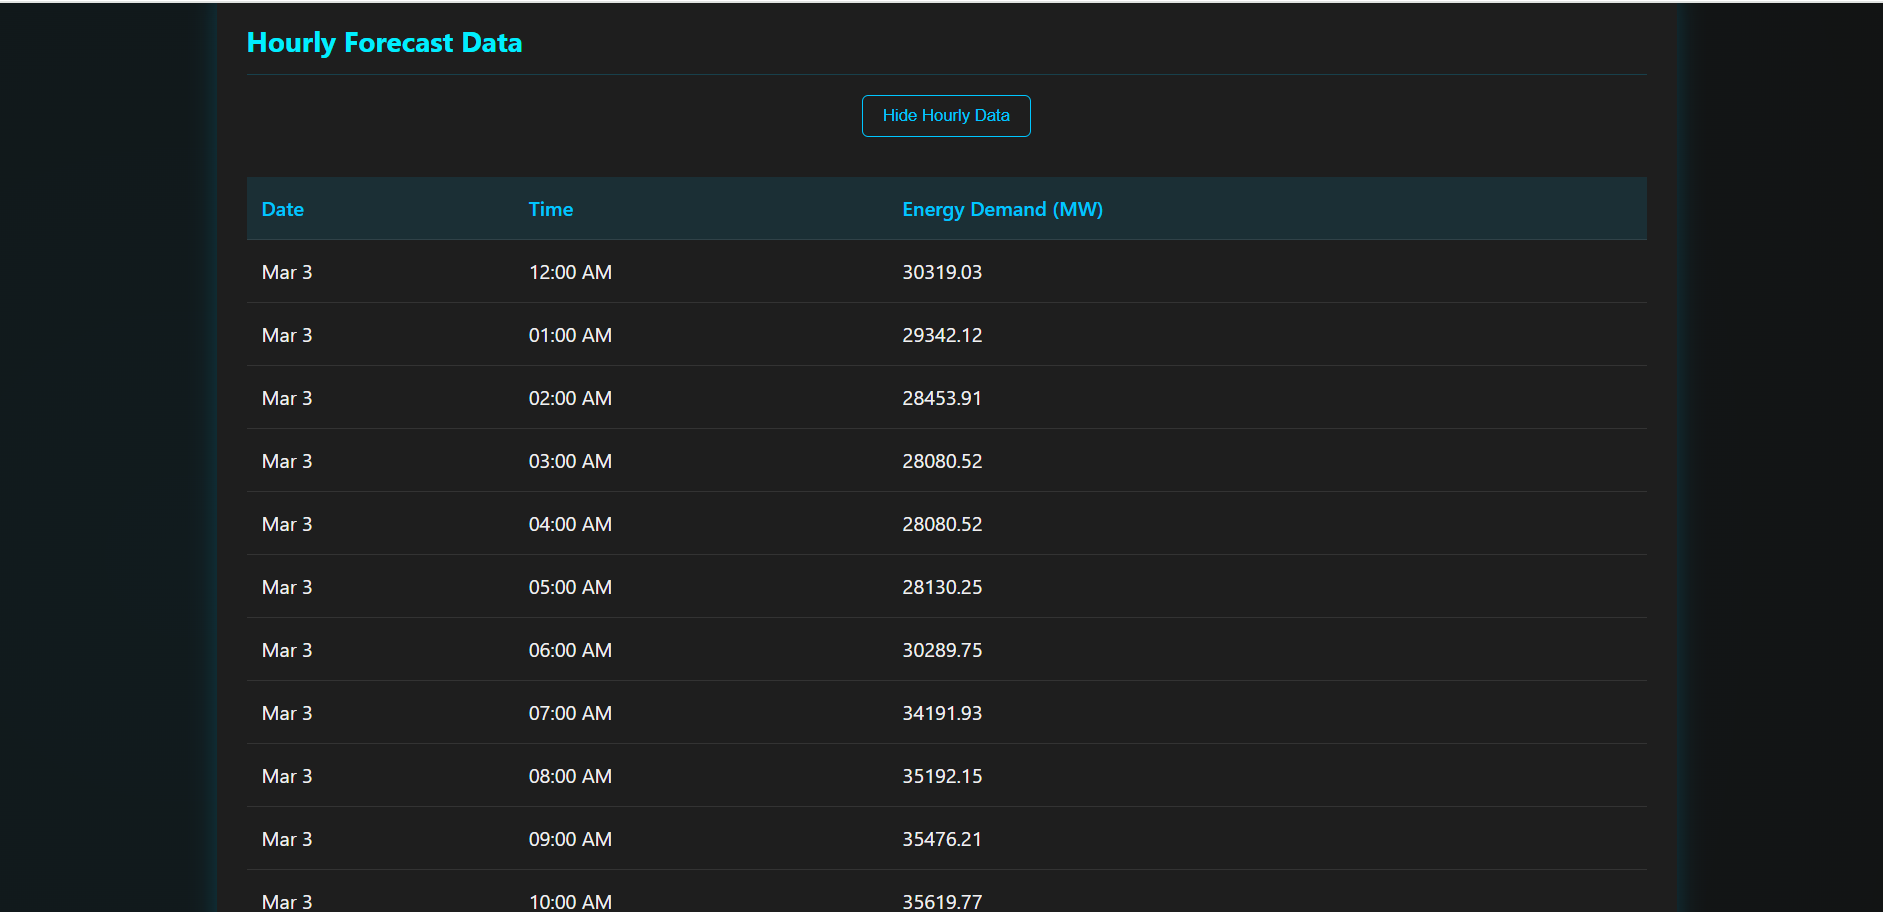 Hourly Forecast Data
Hide Hourly Data
Date Time Energy Demand (MW)
Mar 3 12:00 AM 30319.03
Mar 3 01:00 AM 29342.12
Mar 3 02:00 AM 28453.91
Mar 3 03:00 AM 28080.52
Mar 3 04:00 AM 28080.52
Mar 3 05:00 AM 28130.25
Mar 3 06:00 AM 30289.75
Mar 3 07:00 AM 34191.93
Mar 3 08:00 AM 35192.15
Mar 3 09:00 AM 35476.21
Mar 3 10:00 AM 35619.77